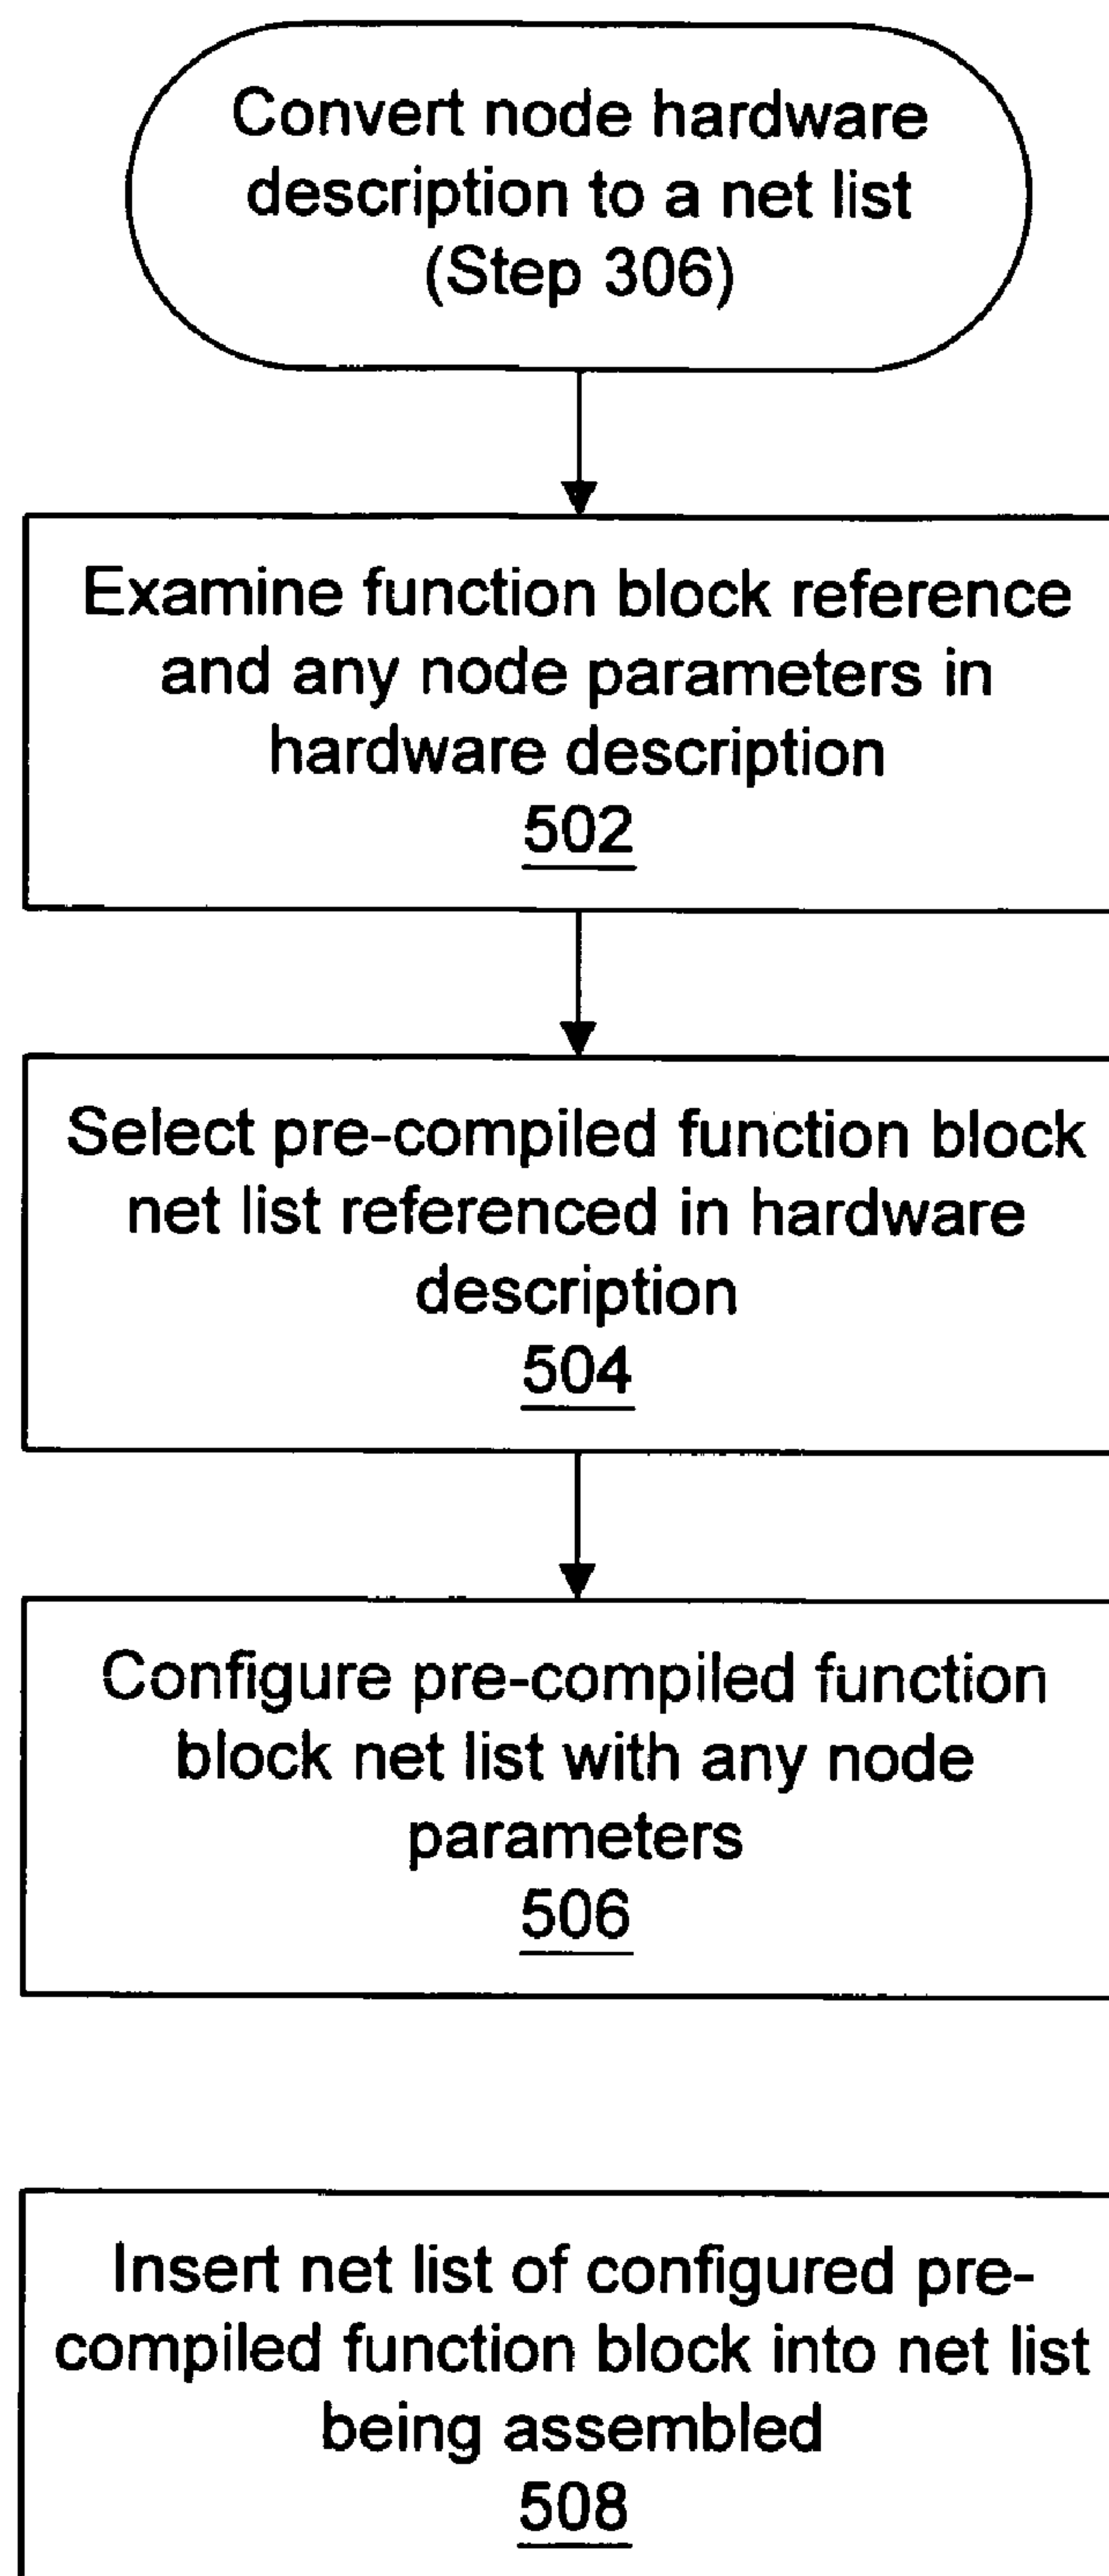 Convert node hardware
description to a net list
(Step 306)
Examine function block reference
and any node parameters in
hardware description
502
Select pre-compiled function block
net list referenced in hardware
description
504
Configure pre-compiled function
block net list with any node
parameters
506
Insert net list of configured pre-
compiled function block into net list
being assembled
508